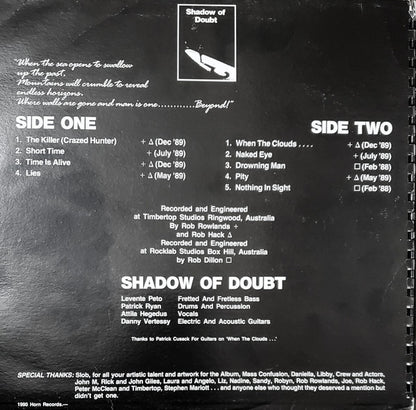 Shadow of
Doubt
"When the sea opens to swallow
up the past.
Mountains will crumble to reveal
endless horizons.
Where walls are gone and man is one............Beyond!"
SIDE ONE
1. The Killer (Crazed Hunter) + Δ (Dec '89)
2. Short Time + (July '89)
3. Time Is Alive + Δ (Dec '89)
4. Lies + Δ (May '89)
SIDE TWO
1. When The Clouds .... + Δ (Dec '89)
2. Naked Eye + (July '89)
3. Drowning Man □ (Feb '88)
4. Pity + Δ (May '89)
5. Nothing In Sight □ (Feb '88)
Recorded and Engineered
at Timbertop Studios Ringwood, Australia
By Rob Rowlands +
and Rob Hack Δ
Recorded and Engineered
at Rocklab Studios Box Hill, Australia
by Rob Dillon □
SHADOW OF DOUBT
Levente Peto Fretted And Fretless Bass
Patrick Ryan Drums And Percussion
Attila Hegedus Vocals
Danny Vertessy Electric And Acoustic Guitars
Thanks to Patrick Cusack For Guitars on 'When The Clouds ...'
SPECIAL THANKS: Slob, for all your artistic talent and artwork for the Album, Mass Confusion, Daniella, Libby, Crew and Actors,
John M, Rick and John Giles, Laura and Angelo, Liz, Nadine, Sandy, Robyn, Rob Rowlands, Joe, Rob Hack,
Peter McClean and Timbertop, Stephen Mariott .... and anyone else who thought they deserved a mention but
didn't get one.
1990 Horn Records.—